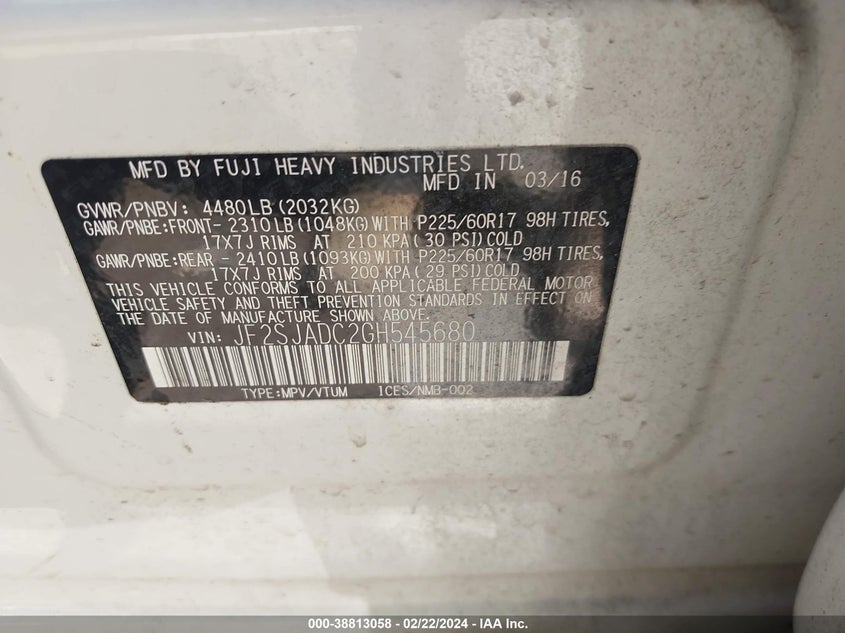 MFD BY FUJI HEAVY INDUSTRIES LTD.
MFD IN 03/16
GVWR/PNBV: 4480LB (2032KG)
GAWR/PNBE:FRONT- 2310LB (1048KG) WITH P225/60R17 98H TIRES,
17X7J RIMS AT 210 KPA (30 PSI) COLD
GAWR/PNBE:REAR - 2410LB (1093KG) WITH P225/60R17 98H TIRES,
17X7J RIMS AT 200 KPA (29 PSI) COLD
THIS VEHICLE CONFORMS TO ALL APPLICABLE FEDERAL MOTOR
VEHICLE SAFETY AND THEFT PREVENTION STANDARDS IN EFFECT ON
THE DATE OF MANUFACTURE SHOWN ABOVE.
VIN: JF2SJADC2GH545680
TYPE:MPV/VTUM ICES/NMB-002
000-38813058 - 02/22/2024 - IAA Inc.